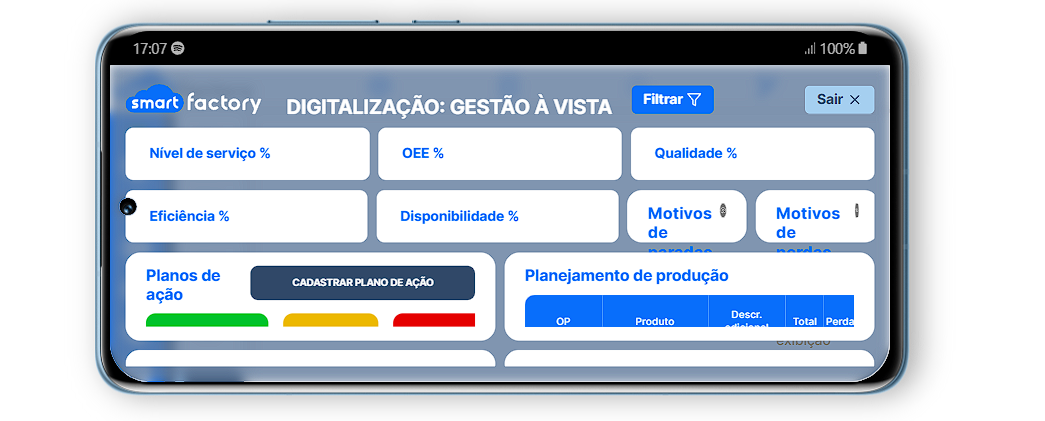 17:07
100%
smart factory
DIGITALIZAÇÃO: GESTÃO À VISTA
Filtrar
Sair
Nível de serviço %
OEE %
Qualidade %
Eficiência %
Disponibilidade %
Motivos
de
paradas
Motivos
de
perdas
Planos de
ação
CADASTRAR PLANO DE AÇÃO
Planejamento de produção
OP
Produto
Descr.
adicional
Total
Perda
exibição